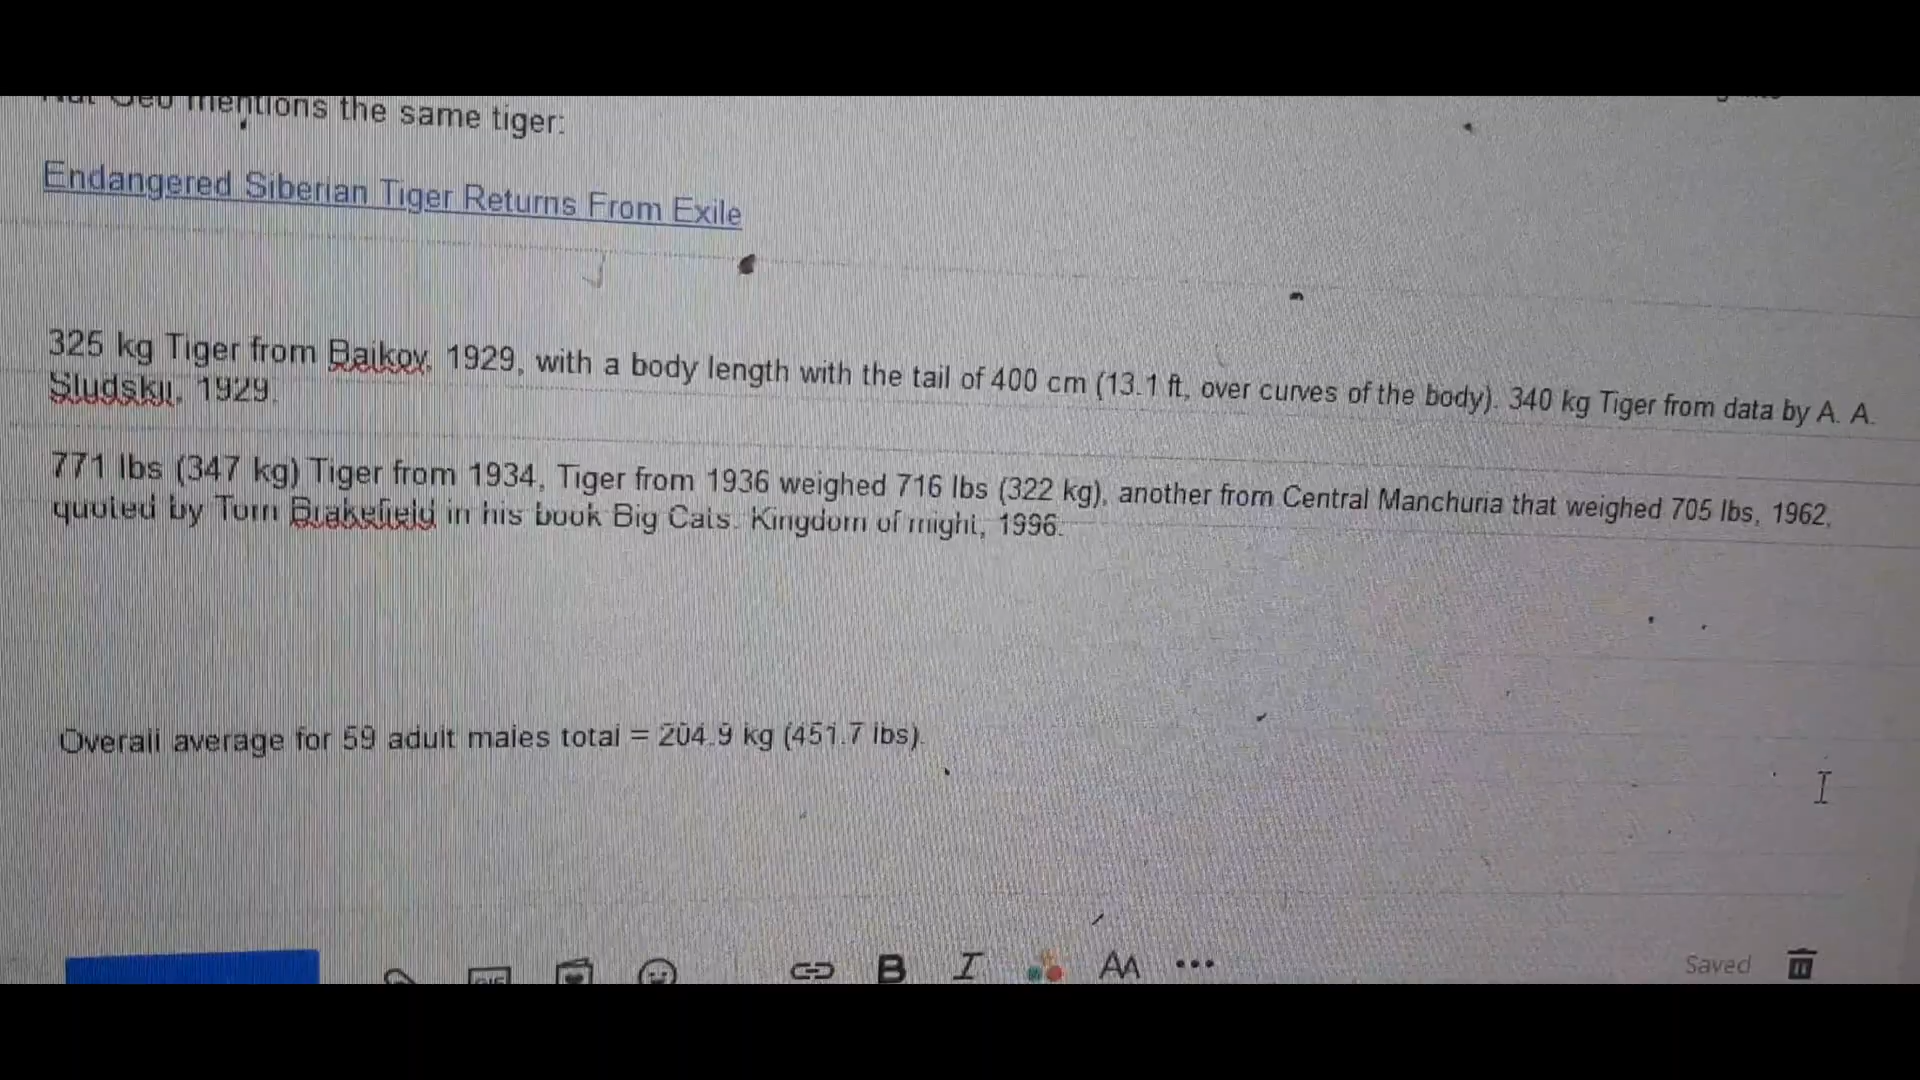 Nat Geo mentions the same tiger:
Endangered Siberian Tiger Returns From Exile
325 kg Tiger from Baikov, 1929, with a body length with the tail of 400 cm (13.1 ft, over curves of the body). 340 kg Tiger from data by A. A.
Sludskii, 1929.
771 lbs (347 kg) Tiger from 1934, Tiger from 1936 weighed 716 lbs (322 kg), another from Central Manchuria that weighed 705 lbs, 1962,
quoted by Tom Brakefield in his book Big Cats: Kingdom of might, 1996.
Overall average for 59 adult males total = 204.9 kg (451.7 lbs).
GIF B I AA Saved